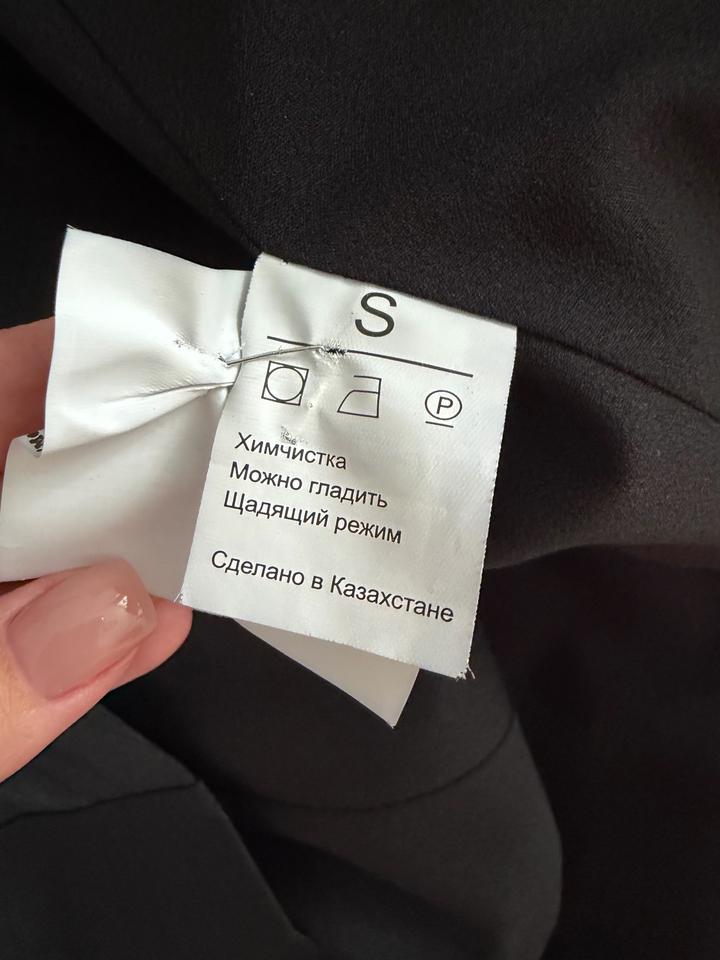 S
P
Химчистка
Можно гладить
Щадящий режим
Сделано в Казахстане